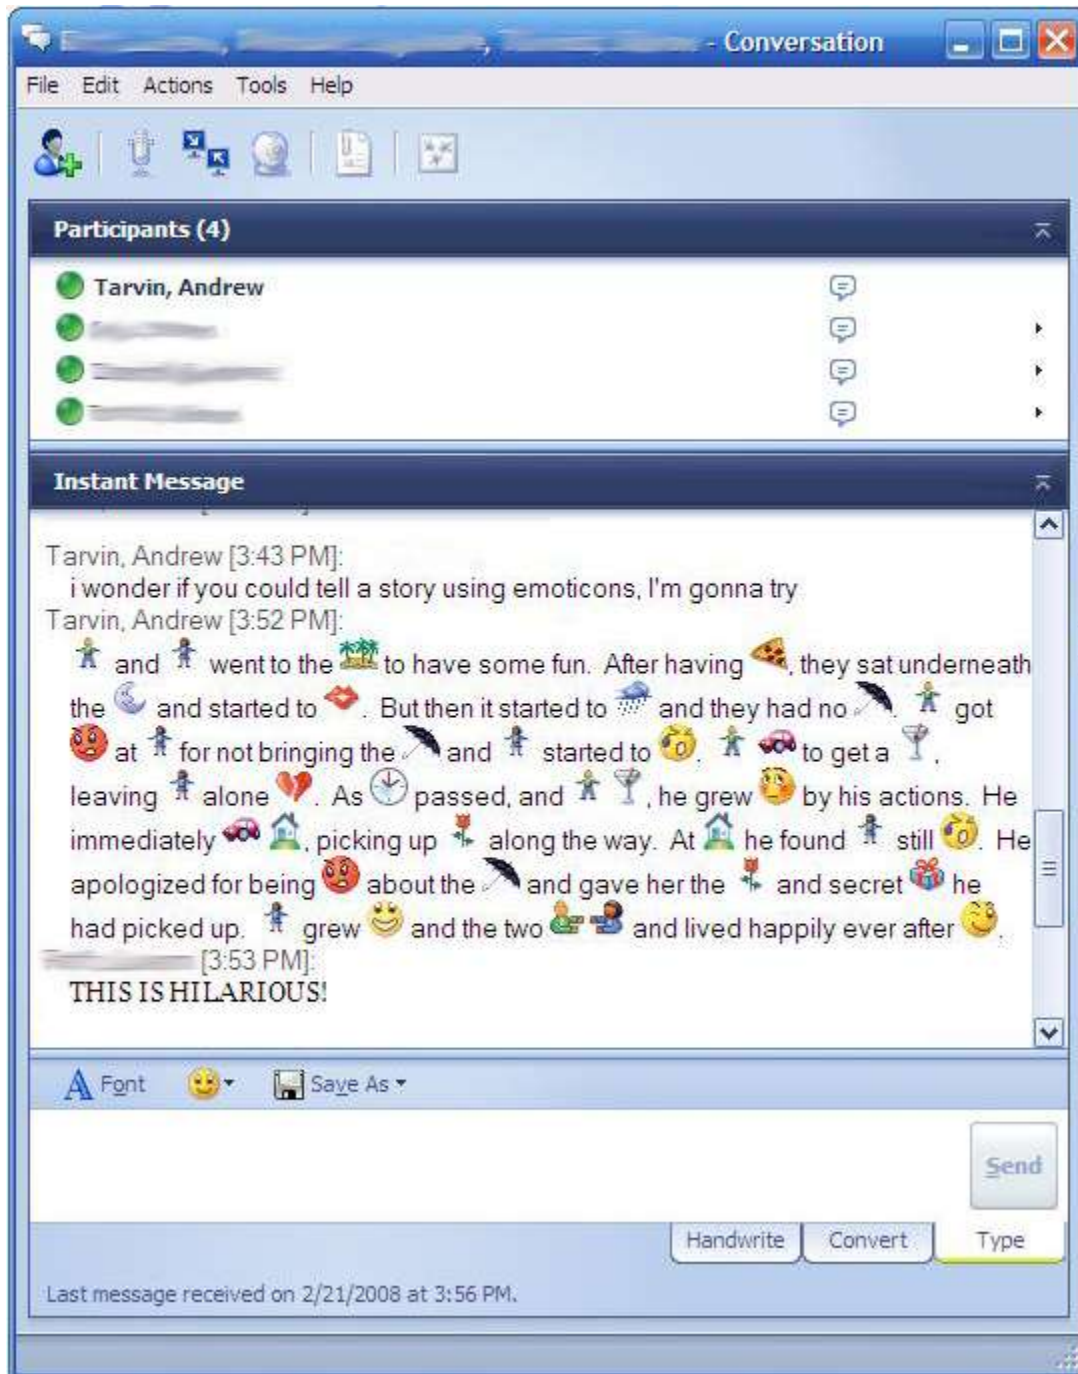 - Conversation
File Edit Actions Tools Help
Participants (4)
Tarvin, Andrew
Instant Message
Tarvin, Andrew [3:43 PM]:
i wonder if you could tell a story using emoticons, I'm gonna try
Tarvin, Andrew [3:52 PM]:
and went to the to have some fun. After having , they sat underneath
the and started to . But then it started to and they had no . got
at for not bringing the and started to . to get a ,
leaving alone . As passed, and , he grew by his actions. He
immediately , picking up along the way. At he found still . He
apologized for being about the and gave her the and secret he
had picked up. grew and the two and lived happily ever after .
[3:53 PM]:
THIS IS HILARIOUS!
Font Save As
Send
Handwrite Convert Type
Last message received on 2/21/2008 at 3:56 PM.